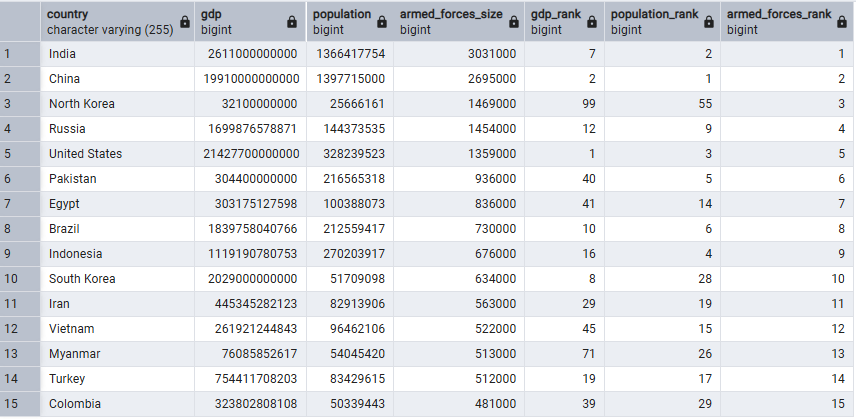 country gdp population armed_forces_size gdp_rank population_rank armed_forces_rank
character varying (255) bigint bigint bigint bigint bigint bigint
1 India 2611000000000 1366417754 3031000 7 2 1
2 China 19910000000000 1397715000 2695000 2 1 2
3 North Korea 32100000000 25666161 1469000 99 55 3
4 Russia 1699876578871 144373535 1454000 12 9 4
5 United States 21427700000000 328239523 1359000 1 3 5
6 Pakistan 304400000000 216565318 936000 40 5 6
7 Egypt 303175127598 100388073 836000 41 14 7
8 Brazil 1839758040766 212559417 730000 10 6 8
9 Indonesia 1119190780753 270203917 676000 16 4 9
10 South Korea 2029000000000 51709098 634000 8 28 10
11 Iran 445345282123 82913906 563000 29 19 11
12 Vietnam 261921244843 96462106 522000 45 15 12
13 Myanmar 76085852617 54045420 513000 71 26 13
14 Turkey 754411708203 83429615 512000 19 17 14
15 Colombia 323802808108 50339443 481000 39 29 15